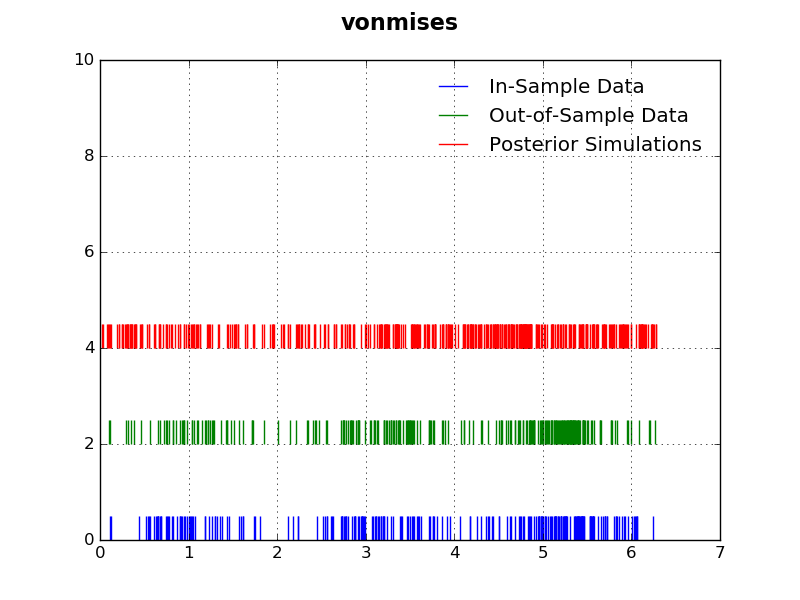 vonmises
10
8
6
4
2
0
In-Sample Data
Out-of-Sample Data
Posterior Simulations
0 1 2 3 4 5 6 7